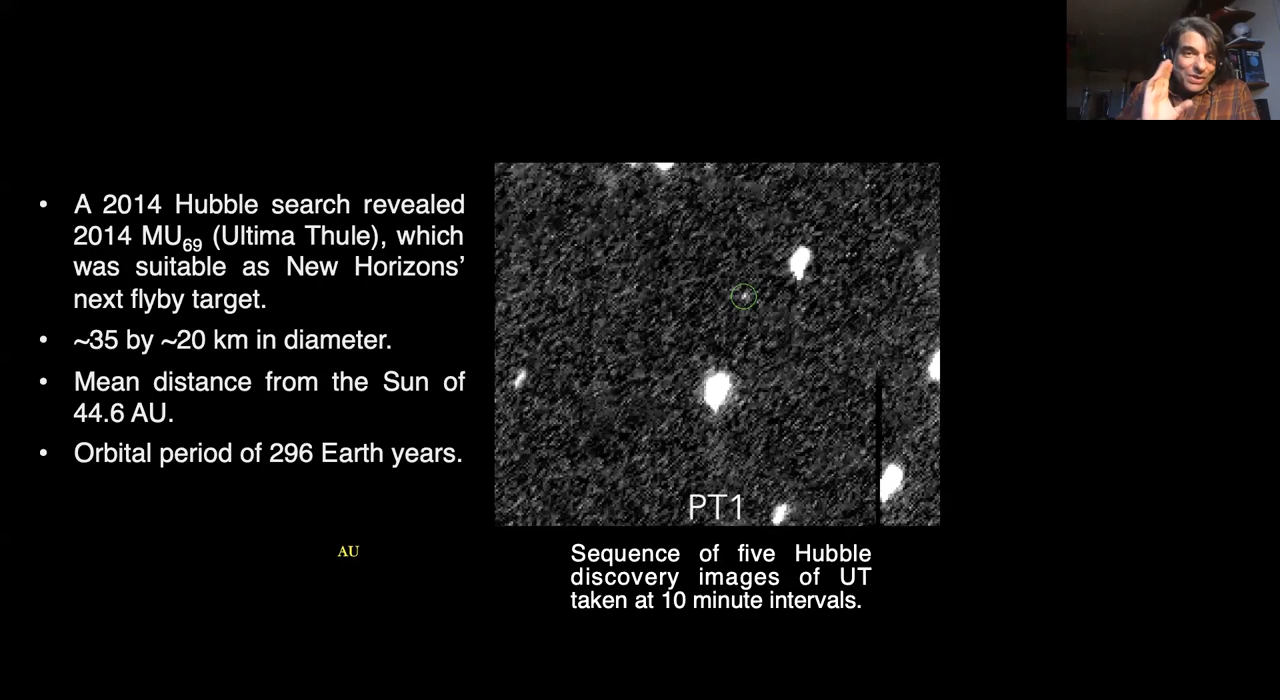 • A 2014 Hubble search revealed
2014 MU69 (Ultima Thule), which
was suitable as New Horizons’
next flyby target.
• ~35 by ~20 km in diameter.
• Mean distance from the Sun of
44.6 AU.
• Orbital period of 296 Earth years.
AU
PT1
Sequence of five Hubble
discovery images of UT
taken at 10 minute intervals.